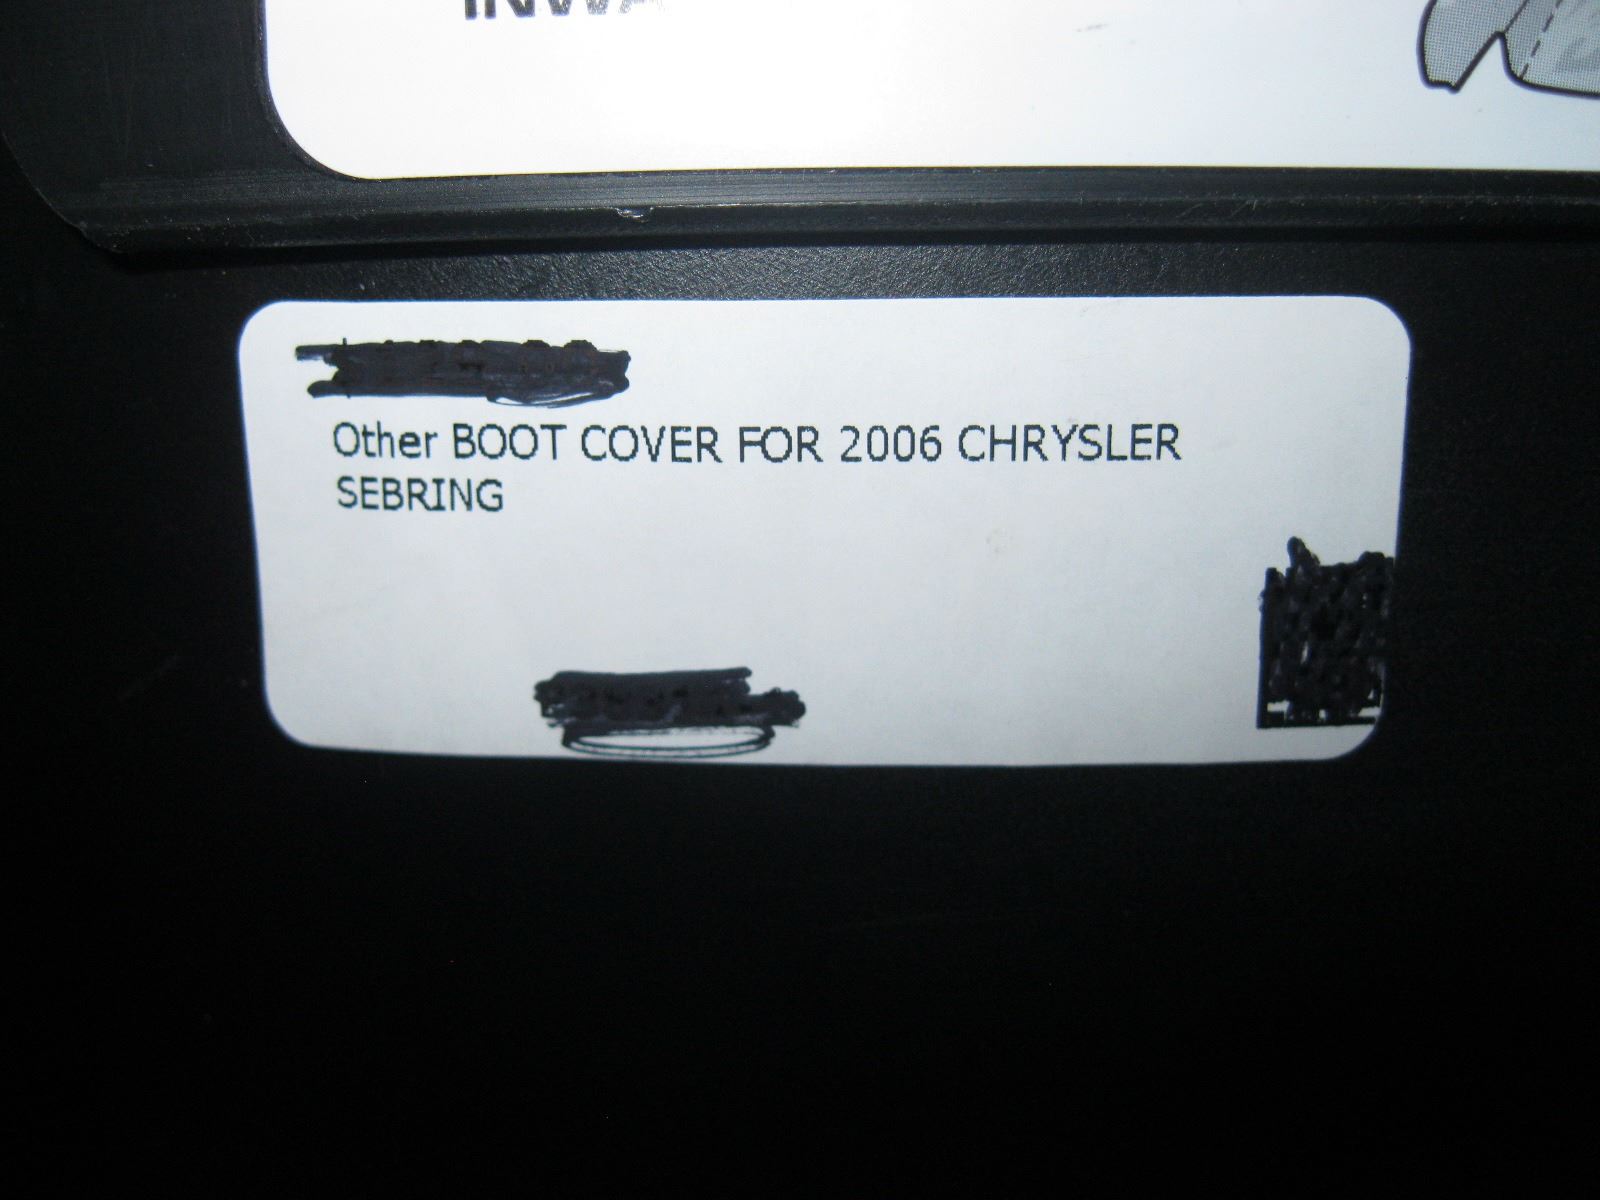 Other BOOT COVER FOR 2006 CHRYSLER
SEBRING